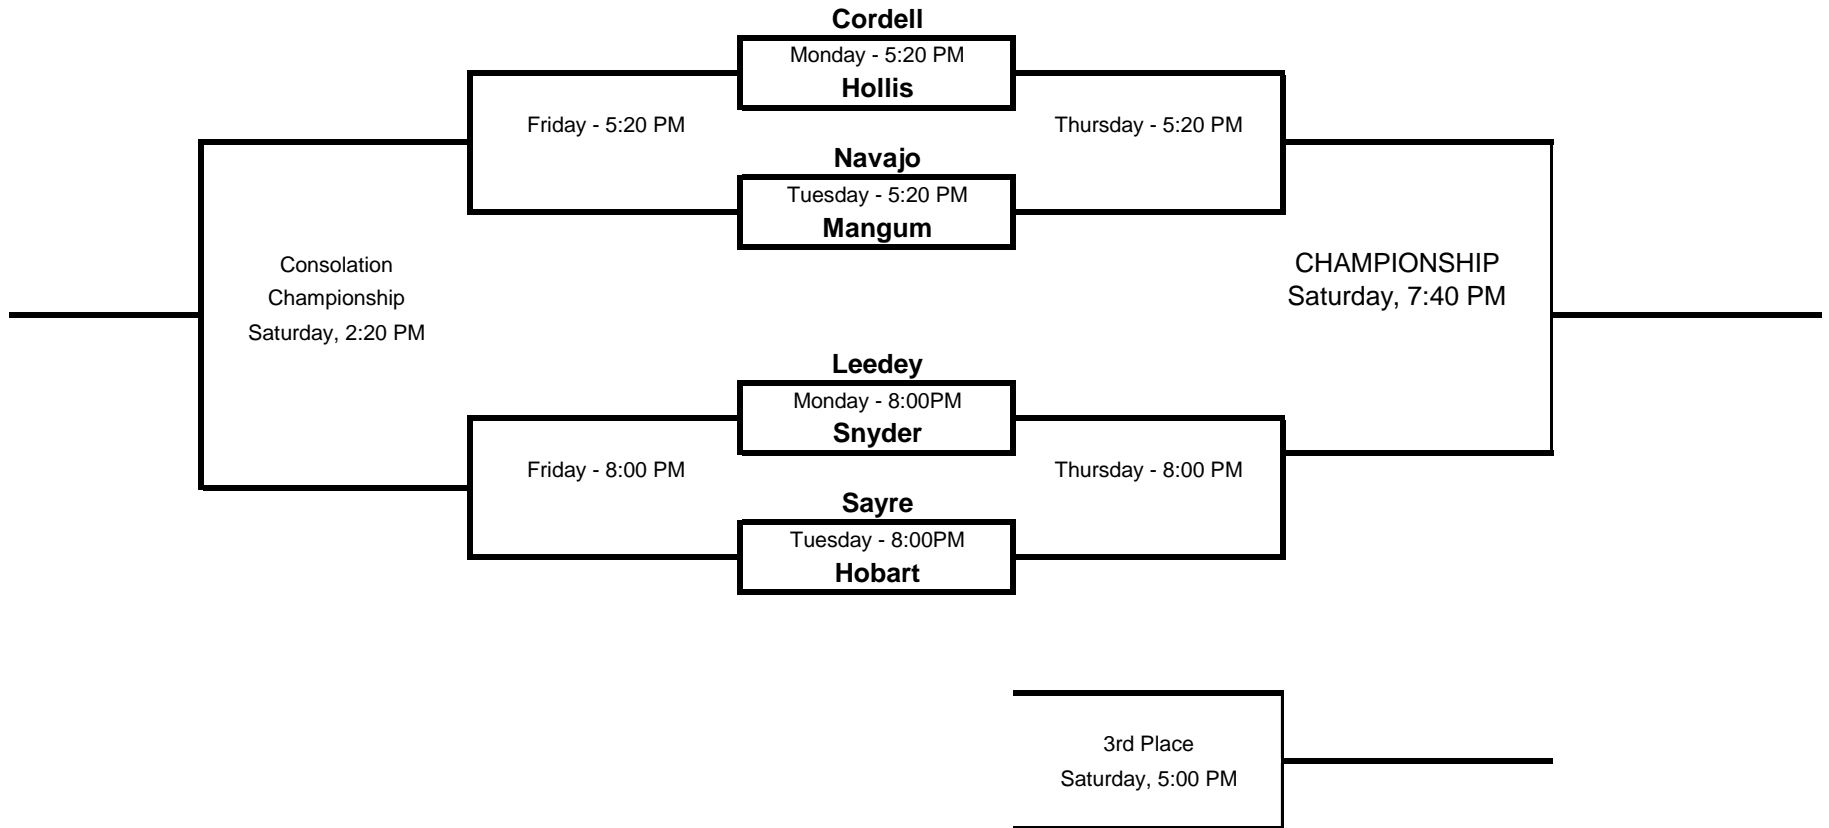 Cordell
Monday - 5:20 PM
Hollis
Friday - 5:20 PM
Thursday - 5:20 PM
Navajo
Tuesday - 5:20 PM
Mangum
Consolation
Championship
Saturday, 2:20 PM
CHAMPIONSHIP
Saturday, 7:40 PM
Leedey
Monday - 8:00PM
Snyder
Friday - 8:00 PM
Thursday - 8:00 PM
Sayre
Tuesday - 8:00PM
Hobart
3rd Place
Saturday, 5:00 PM